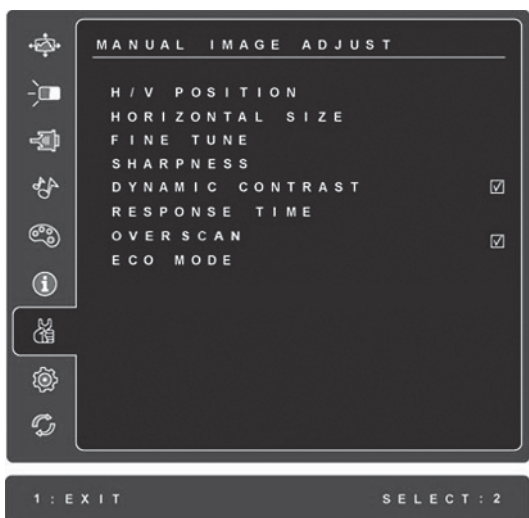 MANUAL IMAGE ADJUST
H/V POSITION
HORIZONTAL SIZE
FINE TUNE
SHARPNESS
DYNAMIC CONTRAST
RESPONSE TIME
OVERSCAN
ECO MODE
1:EXIT SELECT:2